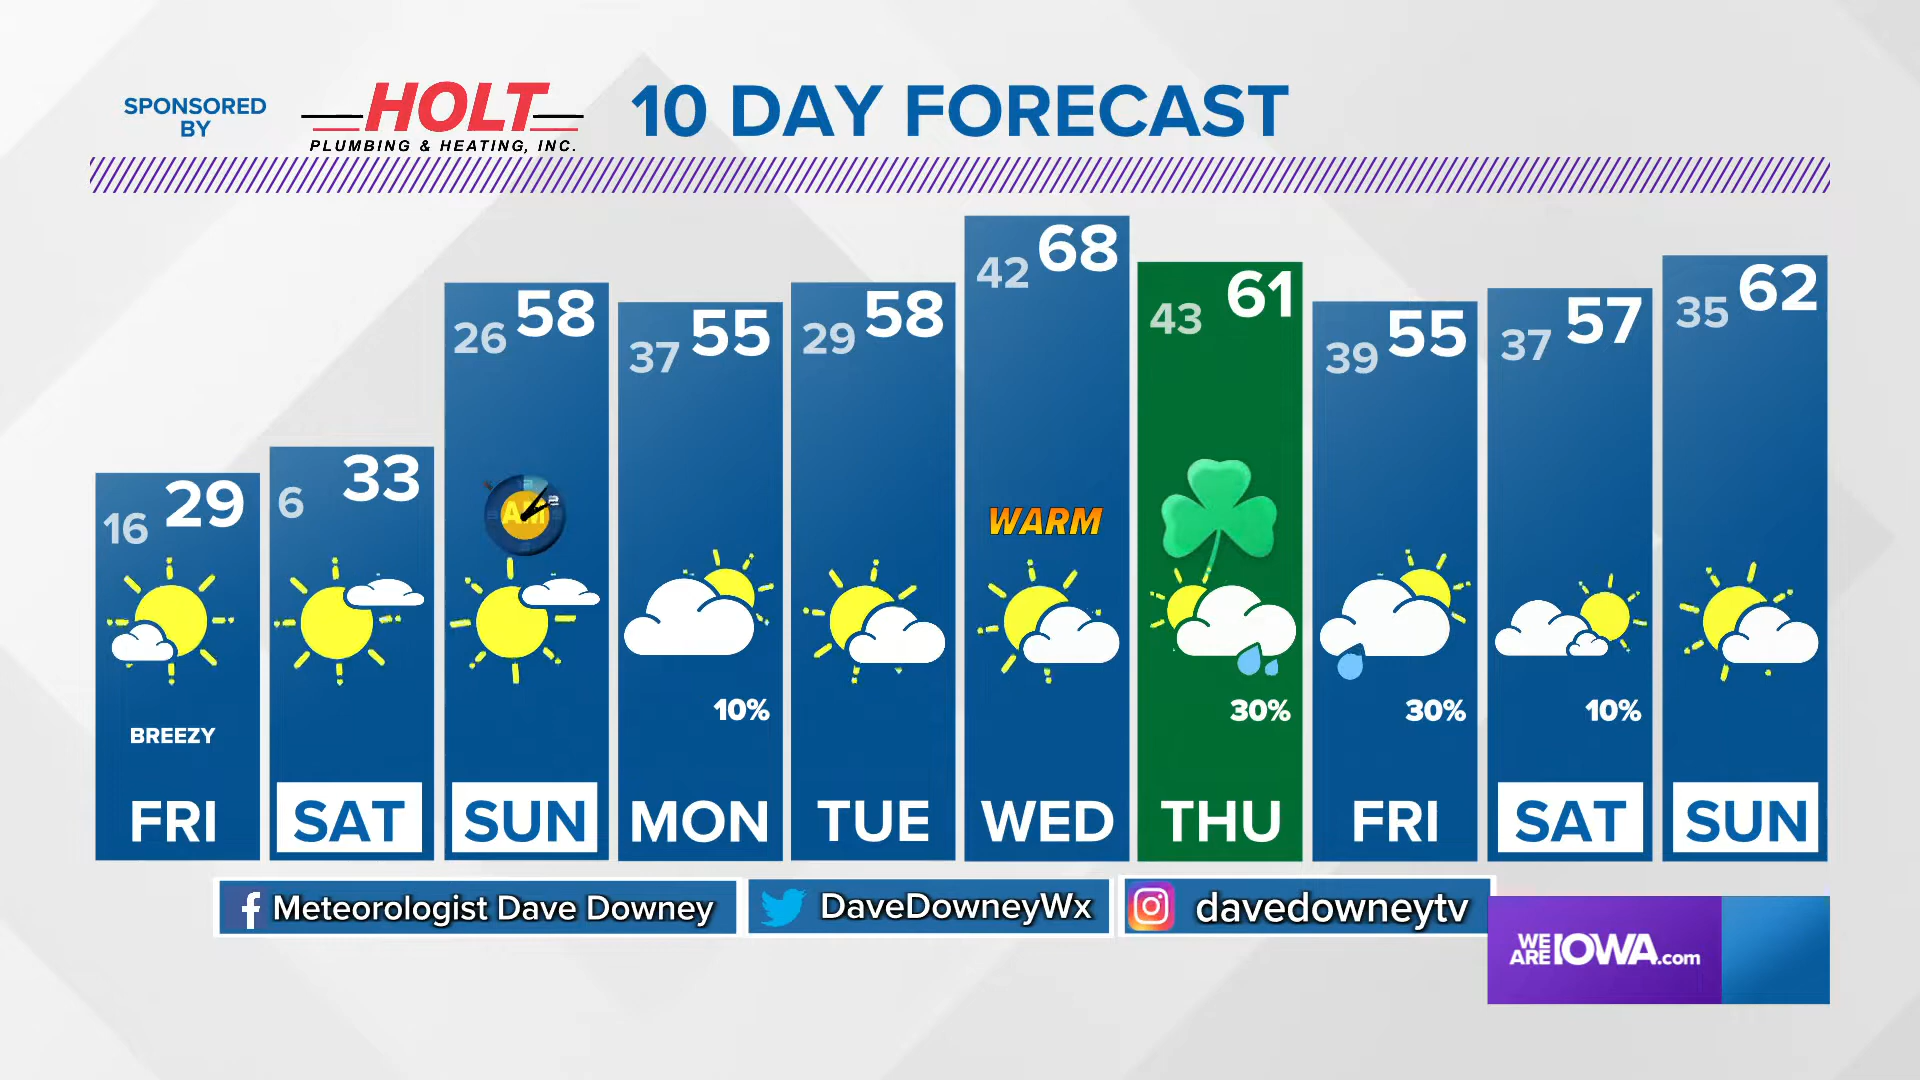 SPONSORED
BY
HOLT
PLUMBING & HEATING, INC.
10 DAY FORECAST
16 29
BREEZY
FRI
6 33
SAT
26 58
AM
SUN
37 55
10%
MON
29 58
TUE
42 68
WARM
WED
43 61
30%
THU
39 55
30%
FRI
37 57
10%
SAT
35 62
SUN
f Meteorologist Dave Downey
DaveDowneyWx
davedowneytv
WE
ARE IOWA.com